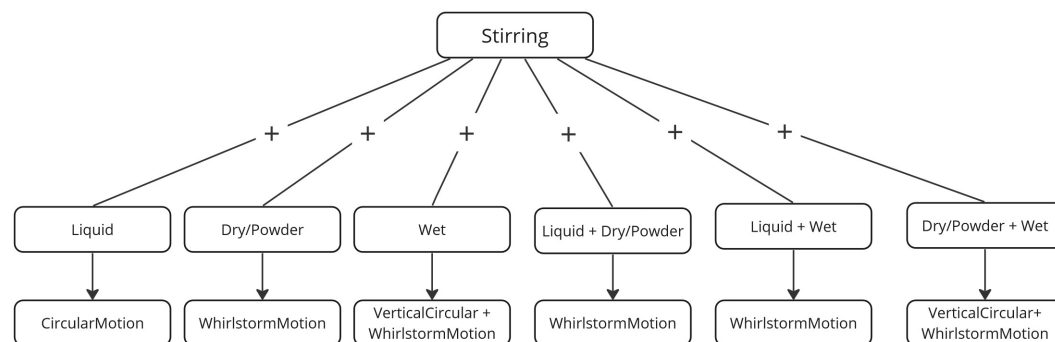 Stirring
+ + + + + +
Liquid
Dry/Powder
Wet
Liquid + Dry/Powder
Liquid + Wet
Dry/Powder + Wet
CircularMotion
WhirlstormMotion
VerticalCircular +
WhirlstormMotion
WhirlstormMotion
WhirlstormMotion
VerticalCircular+
WhirlstormMotion